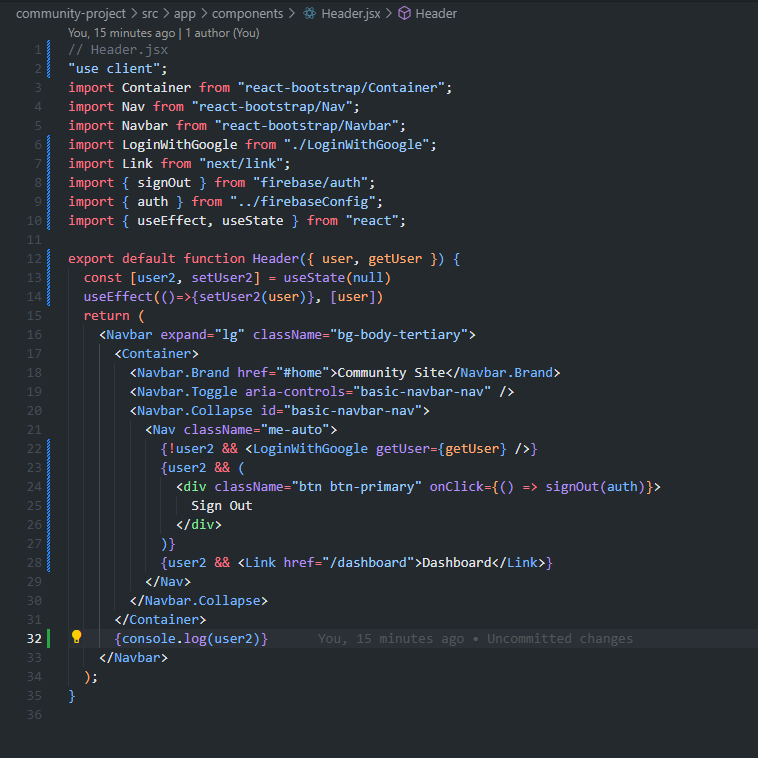 community-project > src > app > components > Header.jsx > Header
You, 15 minutes ago | 1 author (You)
1 // Header.jsx
2 "use client";
3 import Container from "react-bootstrap/Container";
4 import Nav from "react-bootstrap/Nav";
5 import Navbar from "react-bootstrap/Navbar";
6 import LoginWithGoogle from "./LoginWithGoogle";
7 import Link from "next/link";
8 import { signOut } from "firebase/auth";
9 import { auth } from "../firebaseConfig";
10 import { useEffect, useState } from "react";
11
12 export default function Header({ user, getUser }) {
13   const [user2, setUser2] = useState(null)
14   useEffect(()=>{setUser2(user)}, [user])
15   return (
16     <Navbar expand="lg" className="bg-body-tertiary">
17       <Container>
18         <Navbar.Brand href="#home">Community Site</Navbar.Brand>
19         <Navbar.Toggle aria-controls="basic-navbar-nav" />
20         <Navbar.Collapse id="basic-navbar-nav">
21           <Nav className="me-auto">
22             {!user2 && <LoginWithGoogle getUser={getUser} />}
23             {user2 && (
24               <div className="btn btn-primary" onClick={() => signOut(auth)}>
25                 Sign Out
26               </div>
27             )}
28             {user2 && <Link href="/dashboard">Dashboard</Link>}
29           </Nav>
30         </Navbar.Collapse>
31       </Container>
32       {console.log(user2)} You, 15 minutes ago • Uncommitted changes
33     </Navbar>
34   );
35 }
36